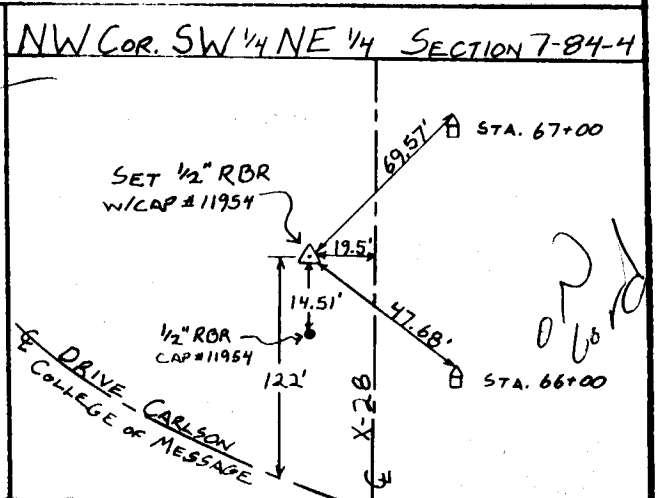 NW COR. SW 1/4 NE 1/4 SECTION 7-84-4
69.57'
STA. 67+00
SET 1/2" RBR
W/CAP #11954
19.5'
14.51'
47.68'
1/2" RBR
CAP #11954
122'
STA. 66+00
X-28
℄
℄ DRIVE - CARLSON
COLLEGE OF MESSAGE